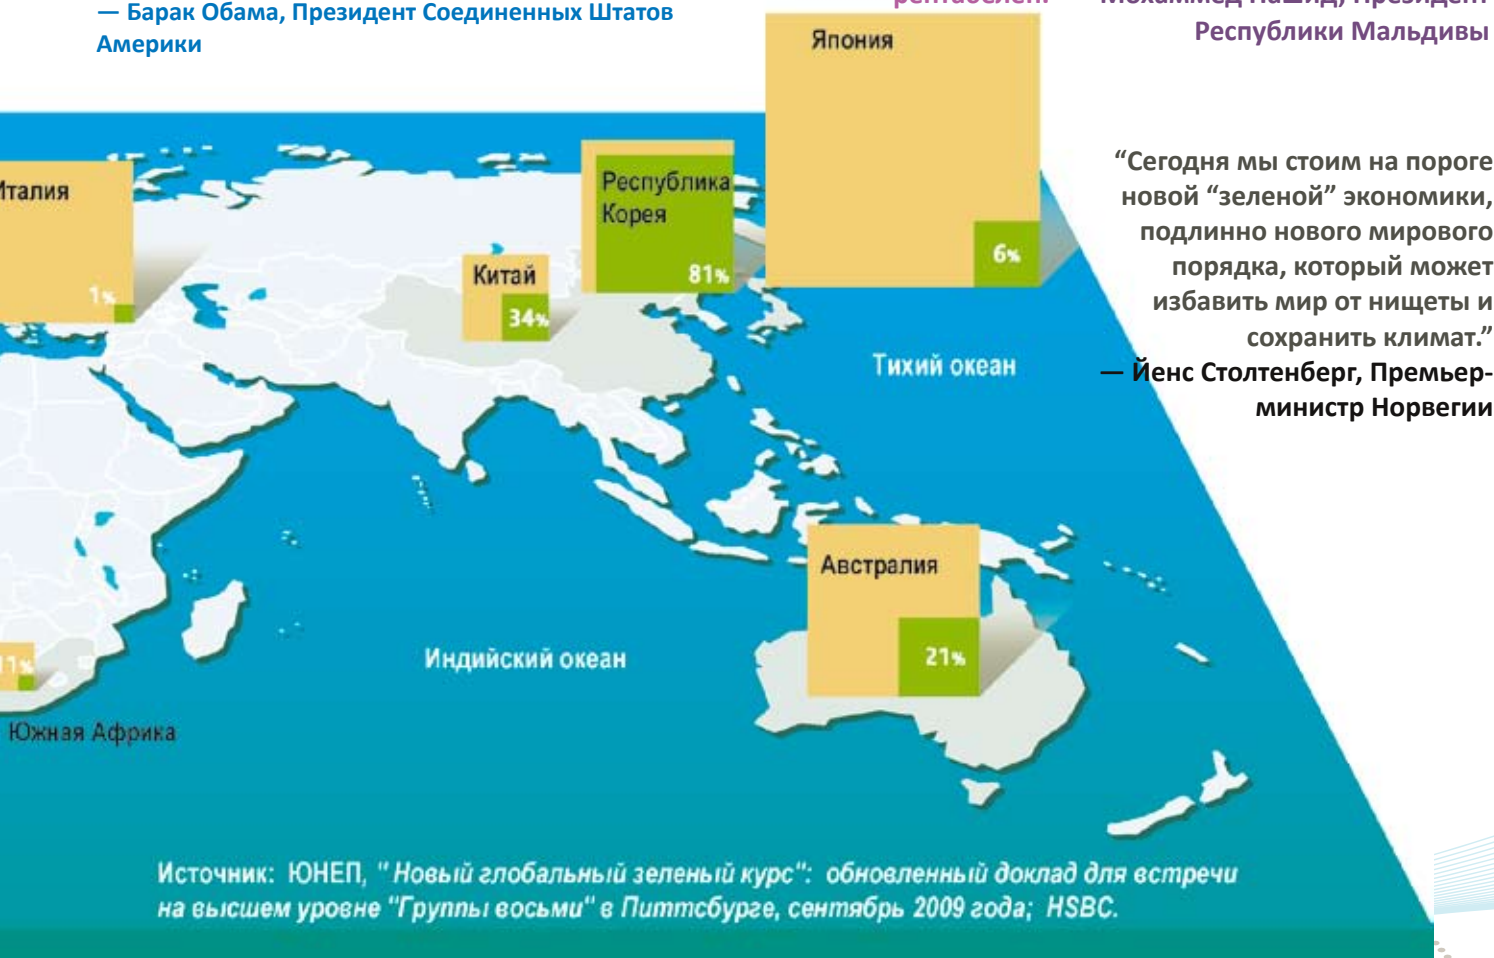 — Барак Обама, Президент Соединенных Штатов
Америки
Республики Мальдивы
Япония
6%
“Сегодня мы стоим на пороге
новой “зеленой” экономики,
подлинно нового мирового
порядка, который может
избавить мир от нищеты и
сохранить климат.”
— Йенс Столтенберг, Премьер-
министр Норвегии
Италия
1%
Китай
34%
Республика
Корея
81%
Тихий океан
Австралия
21%
Индийский океан
11%
Южная Африка
Источник: ЮНЕП, "Новый глобальный зеленый курс": обновленный доклад для встречи
на высшем уровне "Группы восьми" в Питтсбурге, сентябрь 2009 года; HSBC.